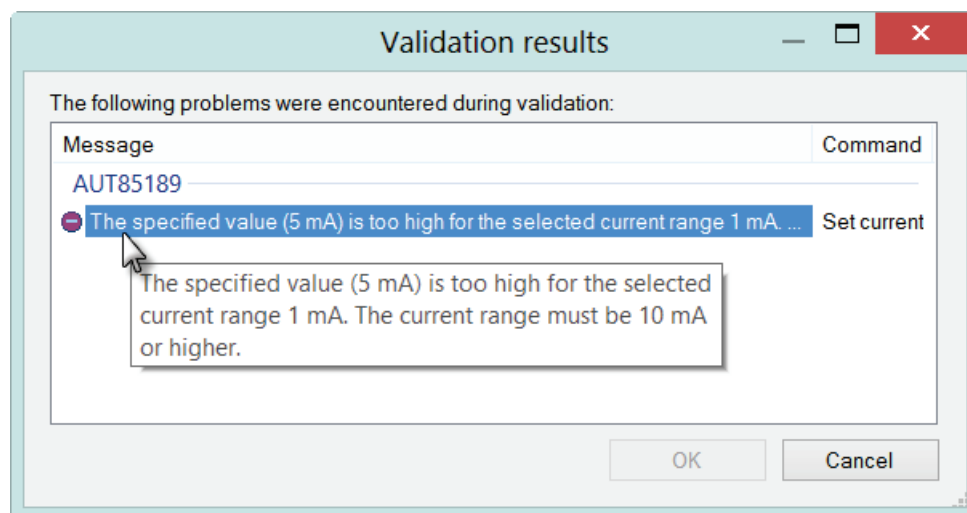 Validation results
The following problems were encountered during validation:
Message Command
AUT85189
The specified value (5 mA) is too high for the selected current range 1 mA. ... Set current
The specified value (5 mA) is too high for the selected
current range 1 mA. The current range must be 10 mA
or higher.
OK Cancel